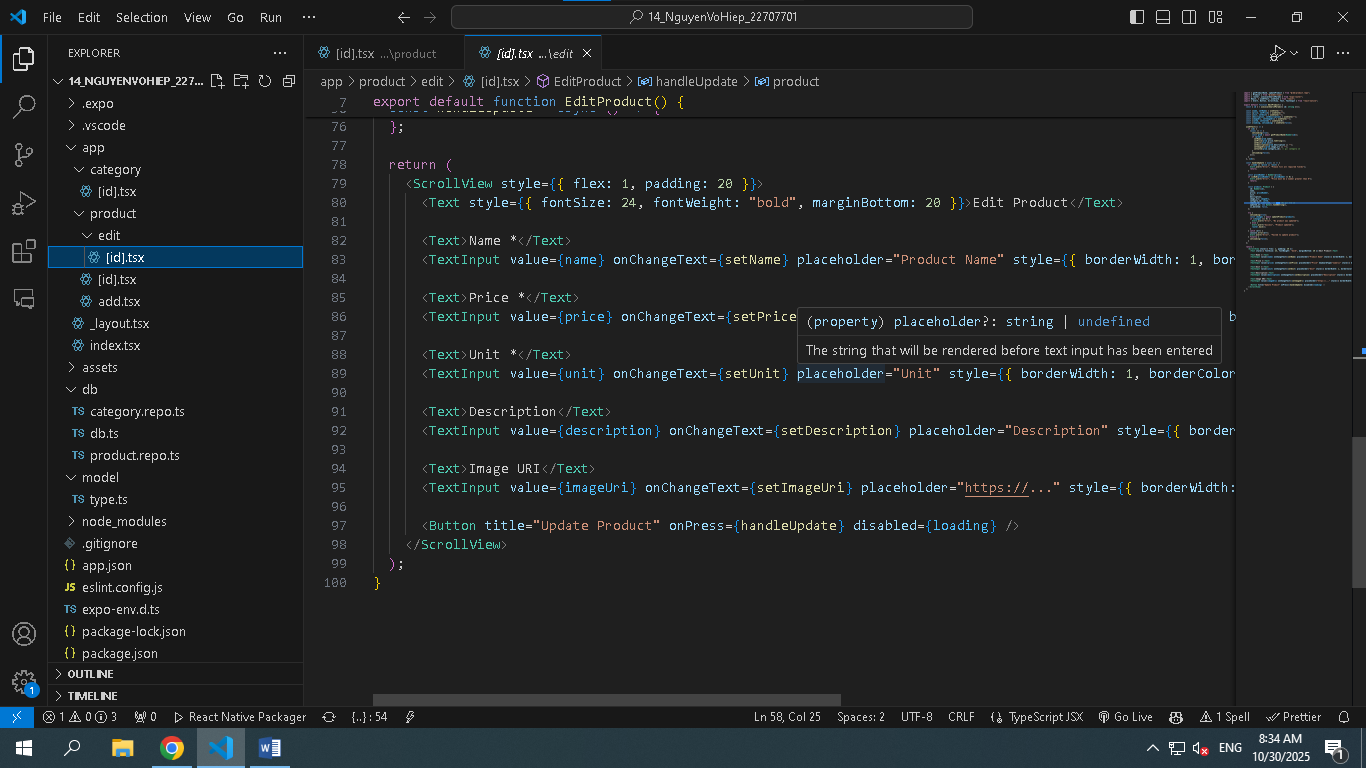 File Edit Selection View Go Run ··· 14_NguyenVoHiep_22707701
EXPLORER ···
14_NGUYENVOHIEP_227...
.expo
.vscode
app
category
[id].tsx
product
edit
[id].tsx
[id].tsx
add.tsx
_layout.tsx
index.tsx
assets
db
TS category.repo.ts
TS db.ts
TS product.repo.ts
model
TS type.ts
node_modules
.gitignore
{} app.json
JS eslint.config.js
TS expo-env.d.ts
{} package-lock.json
{} package.json
OUTLINE
TIMELINE
1
[id].tsx ...\product [id].tsx ...\edit
app > product > edit > [id].tsx > EditProduct > handleUpdate > product
7 export default function EditProduct() {
76 };
77
78 return (
79 <ScrollView style={{ flex: 1, padding: 20 }}>
80 <Text style={{ fontSize: 24, fontWeight: "bold", marginBottom: 20 }}>Edit Product</Text>
81
82 <Text>Name *</Text>
83 <TextInput value={name} onChangeText={setName} placeholder="Product Name" style={{ borderWidth: 1, bor
84
85 <Text>Price *</Text>
86 <TextInput value={price} onChangeText={setPrice b
(property) placeholder?: string | undefined
The string that will be rendered before text input has been entered
87
88 <Text>Unit *</Text>
89 <TextInput value={unit} onChangeText={setUnit} placeholder="Unit" style={{ borderWidth: 1, borderColor
90
91 <Text>Description</Text>
92 <TextInput value={description} onChangeText={setDescription} placeholder="Description" style={{ border
93
94 <Text>Image URI</Text>
95 <TextInput value={imageUri} onChangeText={setImageUri} placeholder="https://..." style={{ borderWidth:
96
97 <Button title="Update Product" onPress={handleUpdate} disabled={loading} />
98 </ScrollView>
99 );
100 }
1 0 3 0 React Native Packager {..} : 54 Ln 58, Col 25 Spaces: 2 UTF-8 CRLF TypeScript JSX Go Live 1 Spell Prettier
ENG 8:34 AM
10/30/2025 1